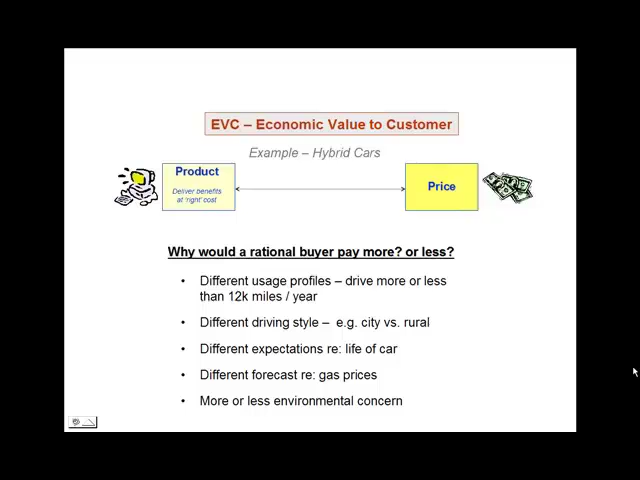 EVC – Economic Value to Customer
Example – Hybrid Cars
Product
Deliver benefits
at 'right' cost
Price
Why would a rational buyer pay more? or less?
• Different usage profiles – drive more or less
than 12k miles / year
• Different driving style – e.g. city vs. rural
• Different expectations re: life of car
• Different forecast re: gas prices
• More or less environmental concern